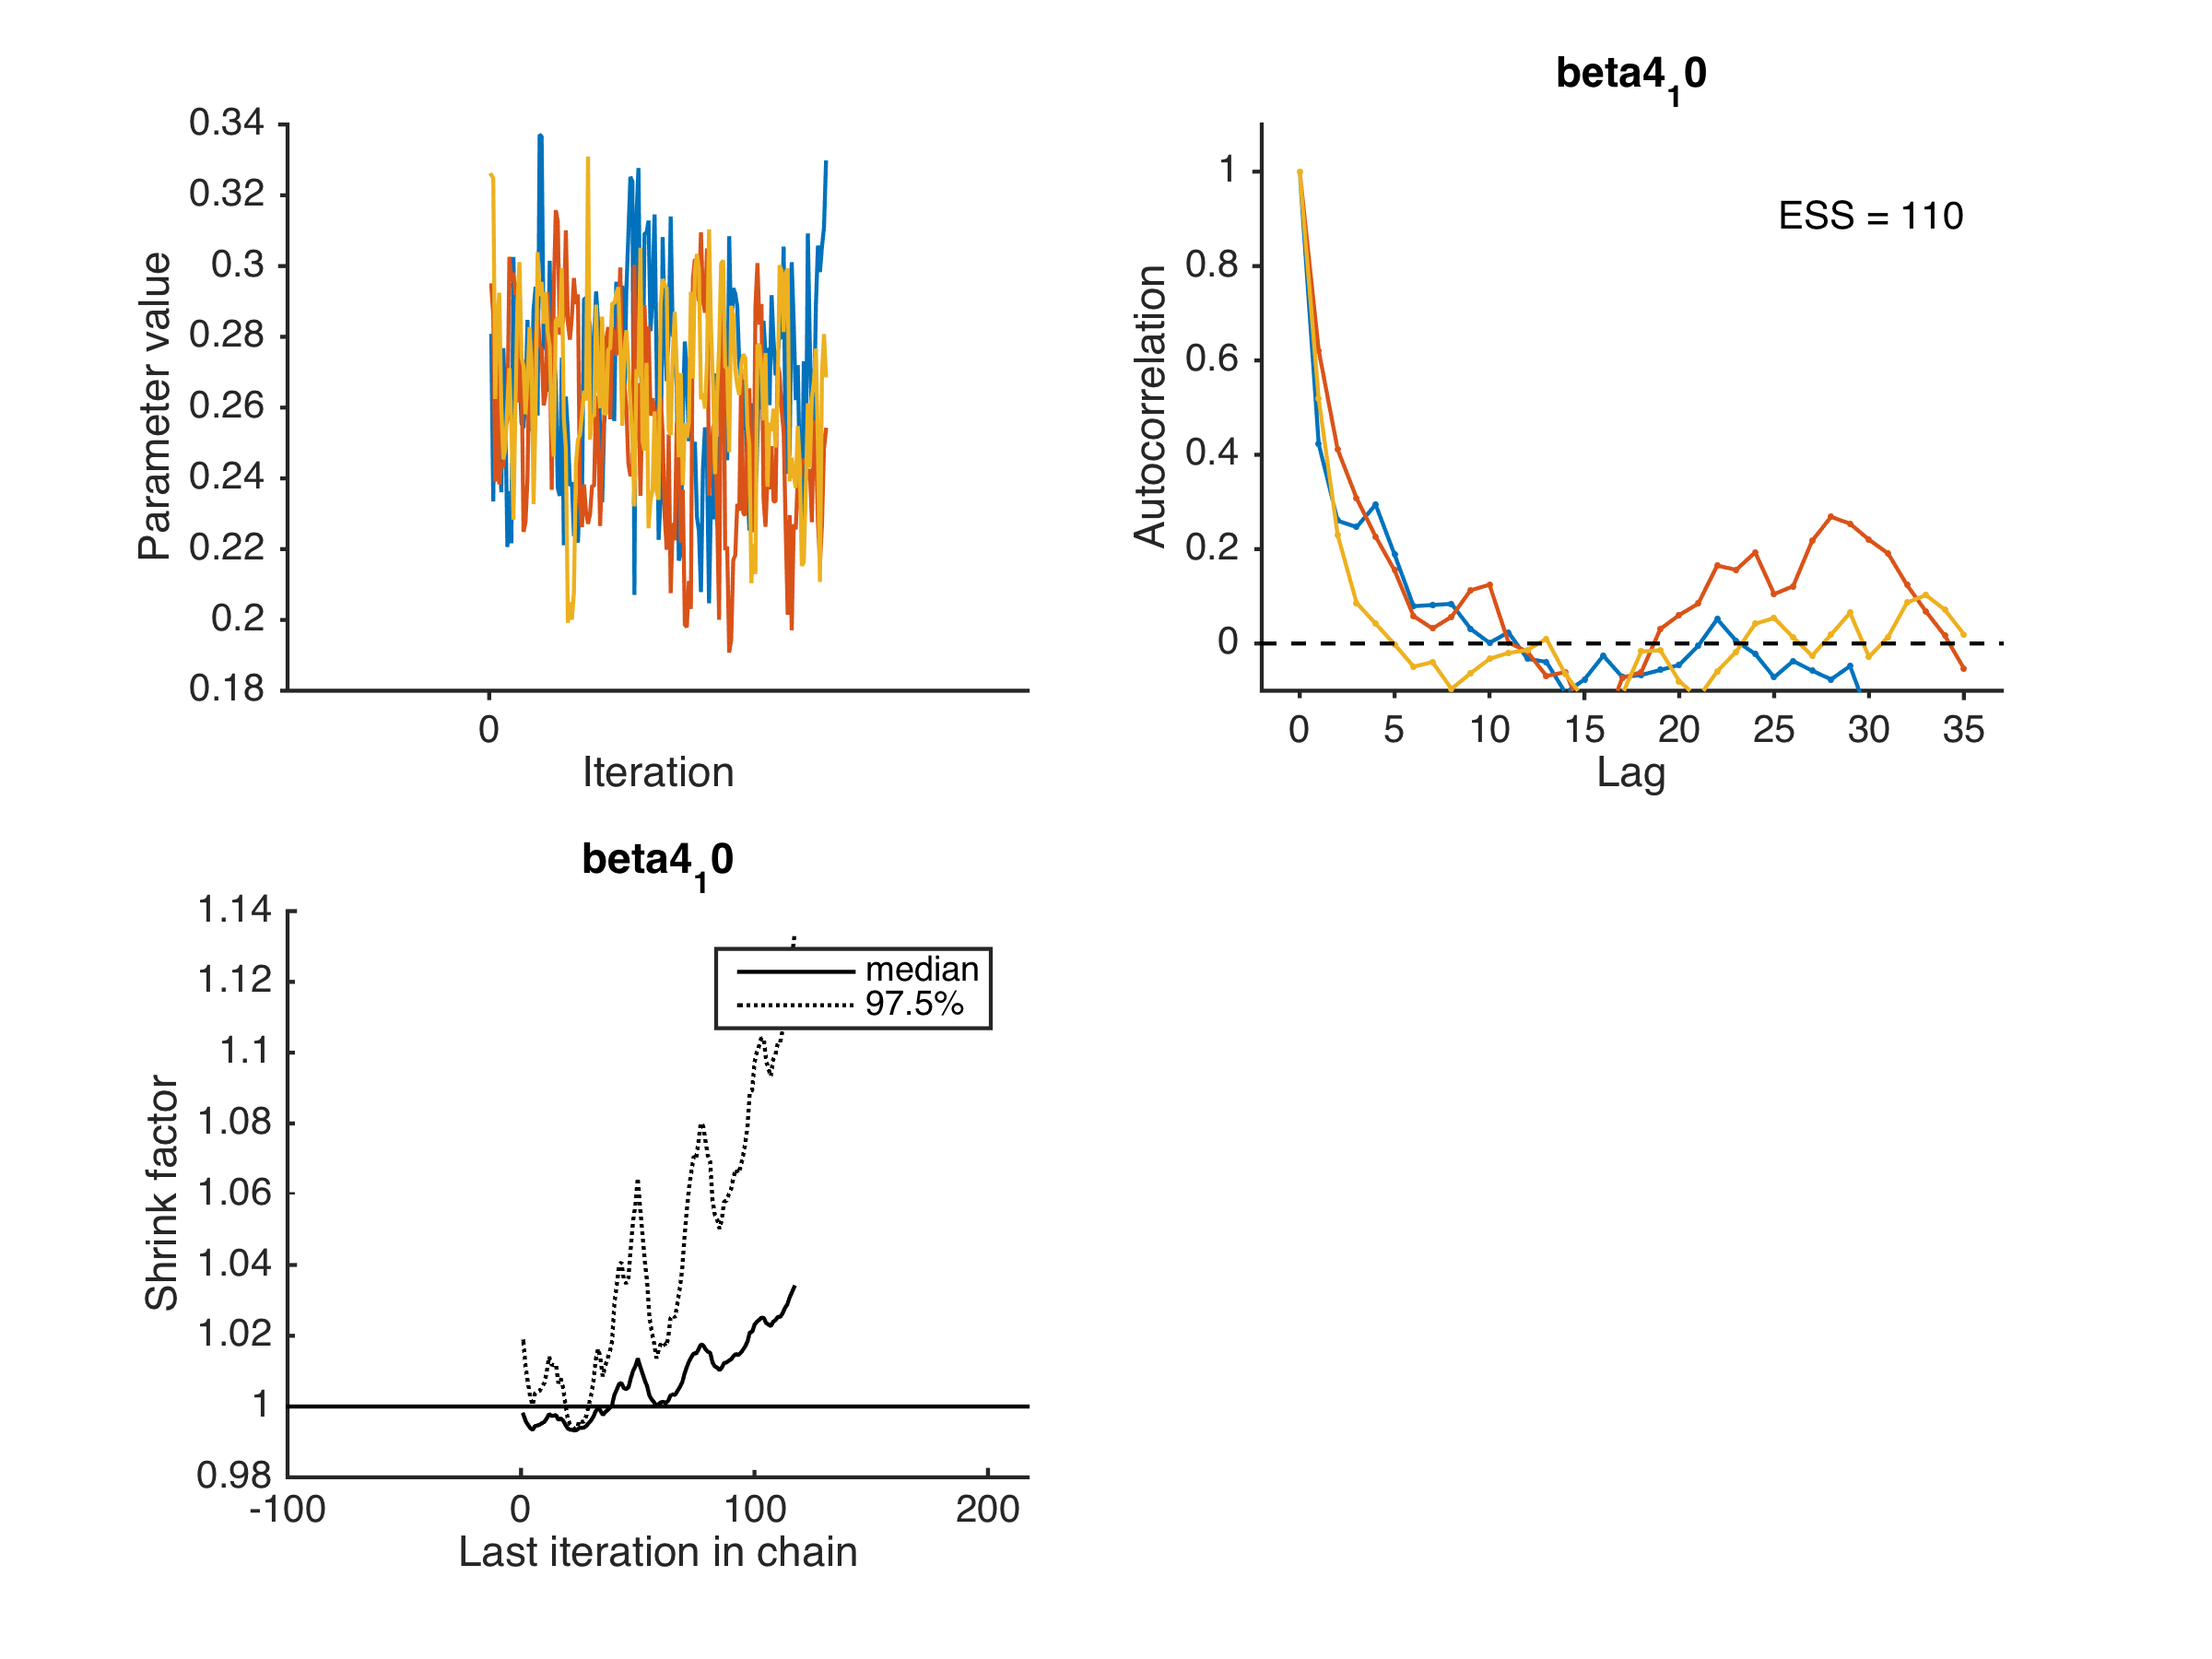 0.34
0.32
0.3
0.28
0.26
0.24
0.22
0.2
0.18
Parameter value
0
Iteration
beta4₁0
ESS = 110
1
0.8
0.6
0.4
0.2
0
Autocorrelation
0 5 10 15 20 25 30 35
Lag
beta4₁0
1.14
1.12
1.1
1.08
1.06
1.04
1.02
1
0.98
Shrink factor
median
97.5%
-100 0 100 200
Last iteration in chain